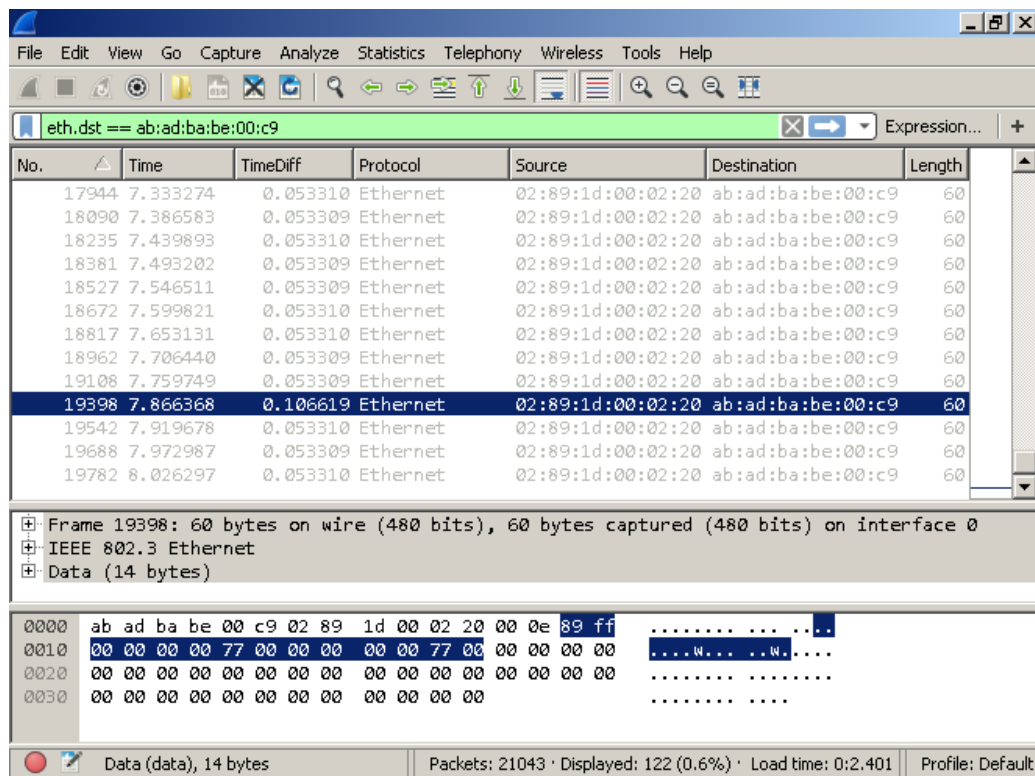 File Edit View Go Capture Analyze Statistics Telephony Wireless Tools Help
eth.dst == ab:ad:ba:be:00:c9 Expression... +
No. Time TimeDiff Protocol Source Destination Length
17944 7.333274 0.053310 Ethernet 02:89:1d:00:02:20 ab:ad:ba:be:00:c9 60
18090 7.386583 0.053309 Ethernet 02:89:1d:00:02:20 ab:ad:ba:be:00:c9 60
18235 7.439893 0.053310 Ethernet 02:89:1d:00:02:20 ab:ad:ba:be:00:c9 60
18381 7.493202 0.053309 Ethernet 02:89:1d:00:02:20 ab:ad:ba:be:00:c9 60
18527 7.546511 0.053309 Ethernet 02:89:1d:00:02:20 ab:ad:ba:be:00:c9 60
18672 7.599821 0.053310 Ethernet 02:89:1d:00:02:20 ab:ad:ba:be:00:c9 60
18817 7.653131 0.053310 Ethernet 02:89:1d:00:02:20 ab:ad:ba:be:00:c9 60
18962 7.706440 0.053309 Ethernet 02:89:1d:00:02:20 ab:ad:ba:be:00:c9 60
19108 7.759749 0.053309 Ethernet 02:89:1d:00:02:20 ab:ad:ba:be:00:c9 60
19398 7.866368 0.106619 Ethernet 02:89:1d:00:02:20 ab:ad:ba:be:00:c9 60
19542 7.919678 0.053310 Ethernet 02:89:1d:00:02:20 ab:ad:ba:be:00:c9 60
19688 7.972987 0.053309 Ethernet 02:89:1d:00:02:20 ab:ad:ba:be:00:c9 60
19782 8.026297 0.053310 Ethernet 02:89:1d:00:02:20 ab:ad:ba:be:00:c9 60
Frame 19398: 60 bytes on wire (480 bits), 60 bytes captured (480 bits) on interface 0
IEEE 802.3 Ethernet
Data (14 bytes)
0000 ab ad ba be 00 c9 02 89 1d 00 02 20 00 0e 89 ff ........ ... ....
0010 00 00 00 00 77 00 00 00 00 00 77 00 00 00 00 00 ....w... ..w.....
0020 00 00 00 00 00 00 00 00 00 00 00 00 00 00 00 00 ........ ........
0030 00 00 00 00 00 00 00 00 00 00 00 00 ........ ....
Data (data), 14 bytes Packets: 21043 · Displayed: 122 (0.6%) · Load time: 0:2.401 Profile: Default